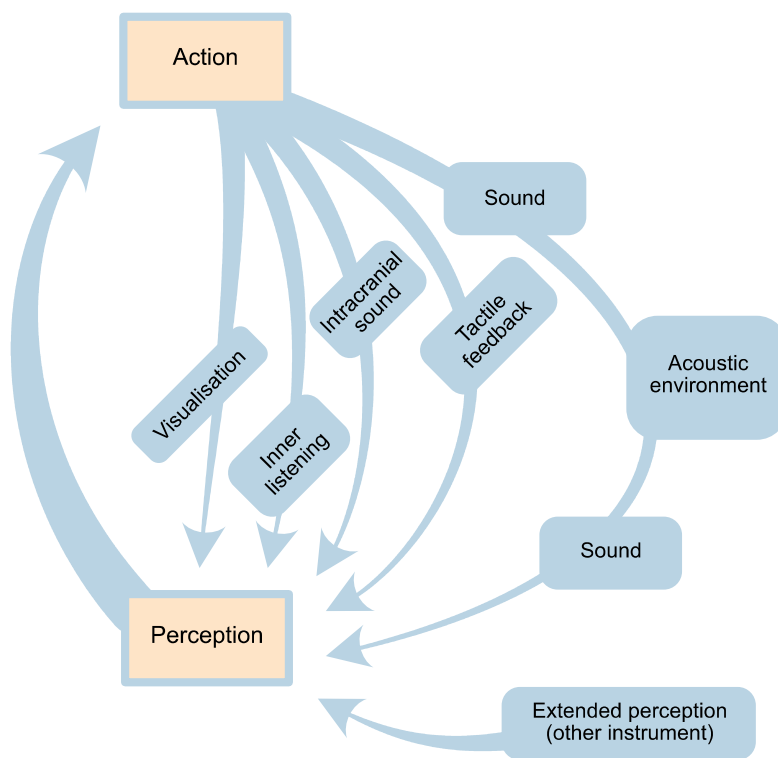 Action
Sound
Intracranial
sound
Tactile
feedback
Acoustic
environment
Visualisation
Inner
listening
Sound
Perception
Extended perception
(other instrument)